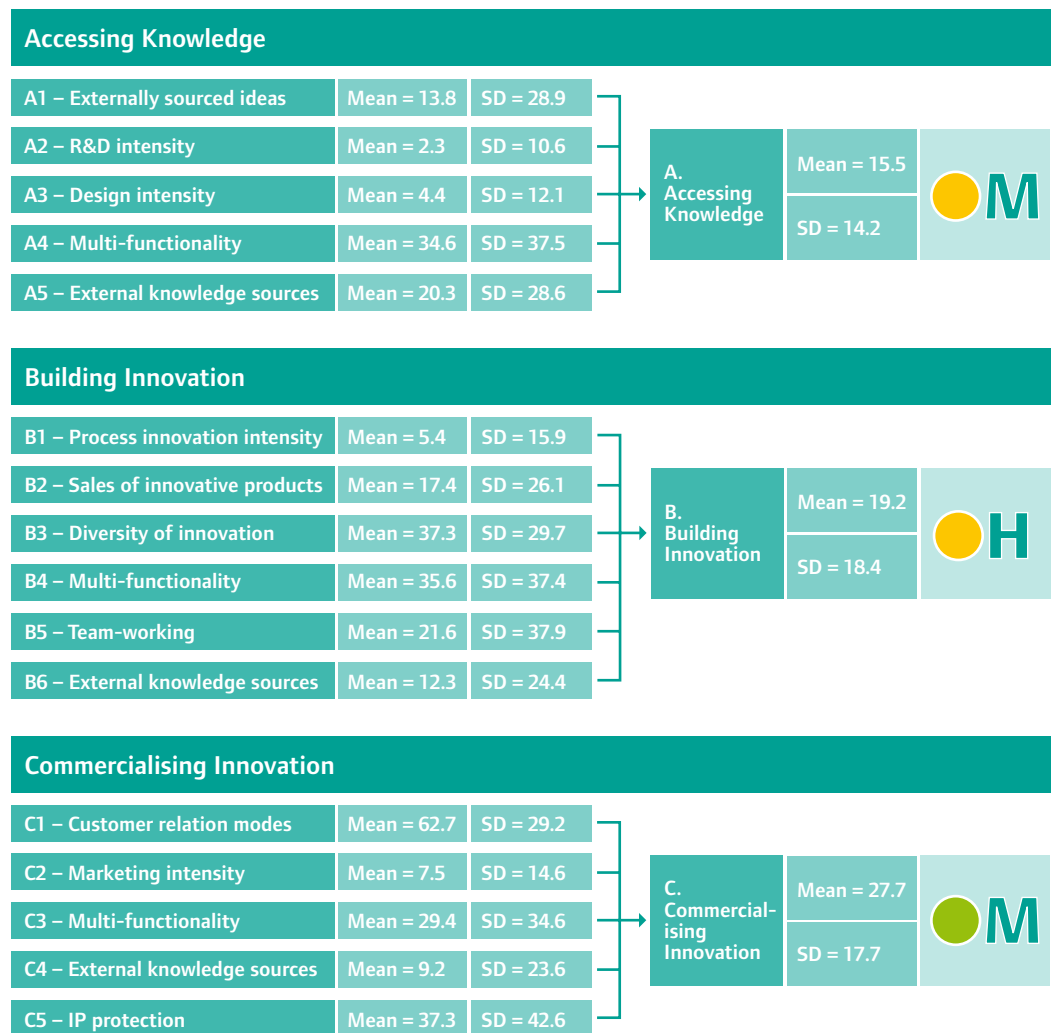 Accessing Knowledge
A1 – Externally sourced ideas Mean = 13.8 SD = 28.9
A2 – R&D intensity Mean = 2.3 SD = 10.6
A3 – Design intensity Mean = 4.4 SD = 12.1
A4 – Multi-functionality Mean = 34.6 SD = 37.5
A5 – External knowledge sources Mean = 20.3 SD = 28.6
A.
Accessing
Knowledge
Mean = 15.5
SD = 14.2
M
Building Innovation
B1 – Process innovation intensity Mean = 5.4 SD = 15.9
B2 – Sales of innovative products Mean = 17.4 SD = 26.1
B3 – Diversity of innovation Mean = 37.3 SD = 29.7
B4 – Multi-functionality Mean = 35.6 SD = 37.4
B5 – Team-working Mean = 21.6 SD = 37.9
B6 – External knowledge sources Mean = 12.3 SD = 24.4
B.
Building
Innovation
Mean = 19.2
SD = 18.4
H
Commercialising Innovation
C1 – Customer relation modes Mean = 62.7 SD = 29.2
C2 – Marketing intensity Mean = 7.5 SD = 14.6
C3 – Multi-functionality Mean = 29.4 SD = 34.6
C4 – External knowledge sources Mean = 9.2 SD = 23.6
C5 – IP protection Mean = 37.3 SD = 42.6
C.
Commercial-
ising
Innovation
Mean = 27.7
SD = 17.7
M